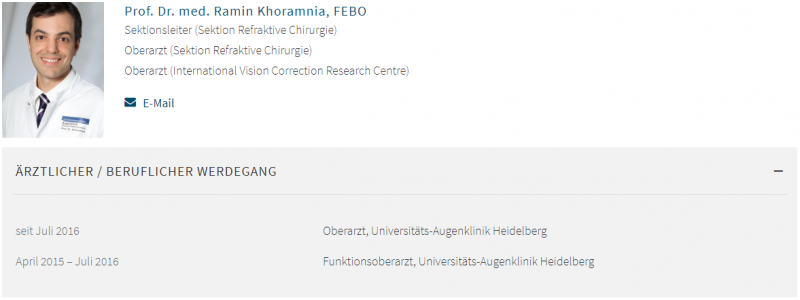 Prof. Dr. med. Ramin Khoramnia, FEBO
Sektionsleiter (Sektion Refraktive Chirurgie)
Oberarzt (Sektion Refraktive Chirurgie)
Oberarzt (International Vision Correction Research Centre)
E-Mail
ÄRZTLICHER / BERUFLICHER WERDEGANG
seit Juli 2016 Oberarzt, Universitäts-Augenklinik Heidelberg
April 2015 – Juli 2016 Funktionsoberarzt, Universitäts-Augenklinik Heidelberg